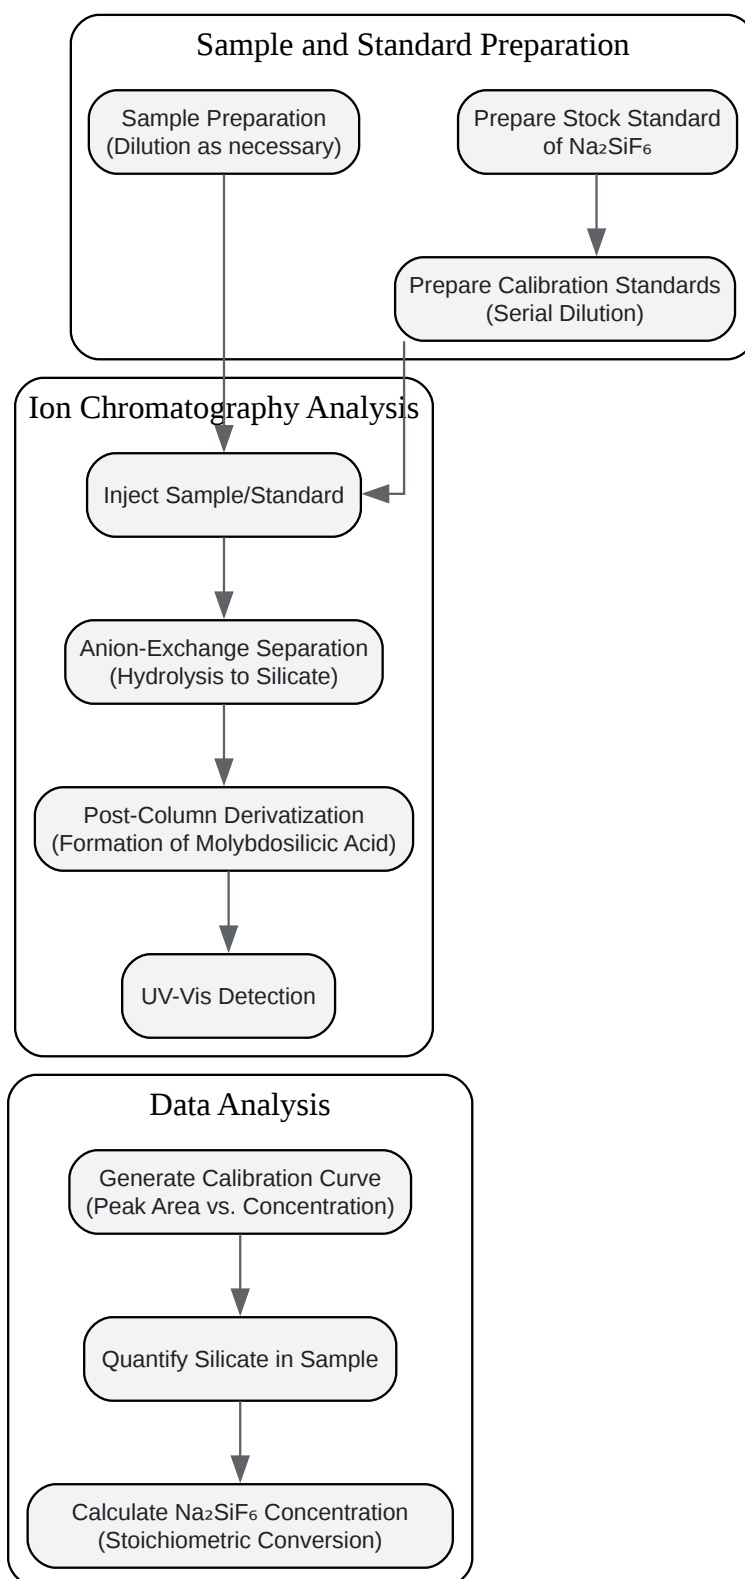 Sample and Standard Preparation
Sample Preparation
(Dilution as necessary)
Prepare Stock Standard
of Na₂SiF₆
Prepare Calibration Standards
(Serial Dilution)
Ion Chromatography Analysis
Inject Sample/Standard
Anion-Exchange Separation
(Hydrolysis to Silicate)
Post-Column Derivatization
(Formation of Molybdosilicic Acid)
UV-Vis Detection
Data Analysis
Generate Calibration Curve
(Peak Area vs. Concentration)
Quantify Silicate in Sample
Calculate Na₂SiF₆ Concentration
(Stoichiometric Conversion)